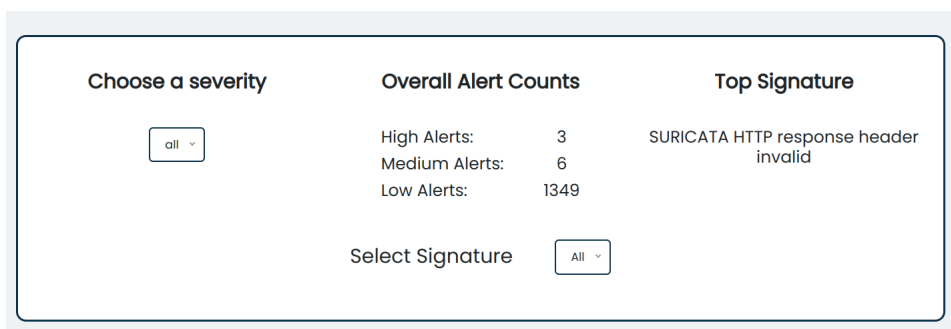 Choose a severity
all
Overall Alert Counts
High Alerts: 3
Medium Alerts: 6
Low Alerts: 1349
Top Signature
SURICATA HTTP response header
invalid
Select Signature All